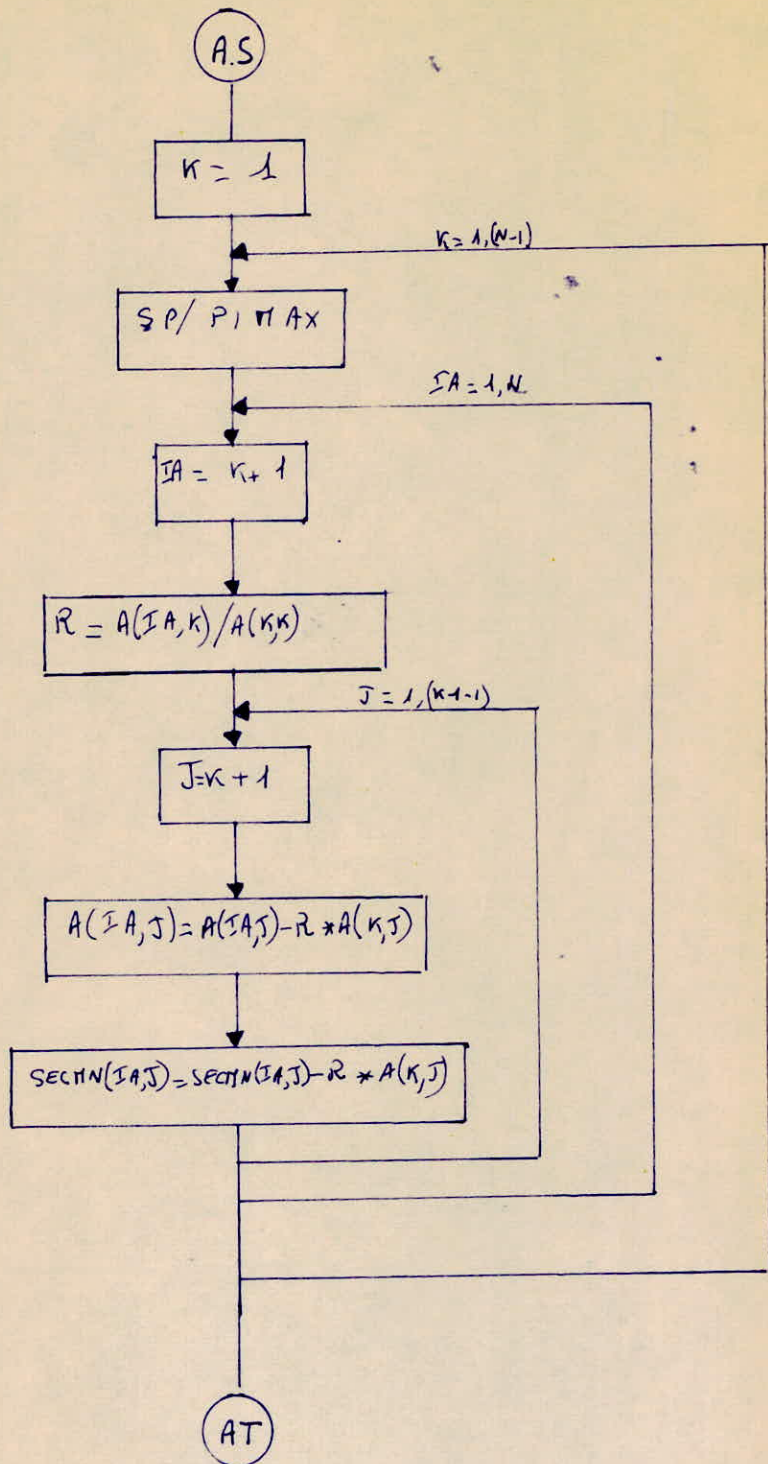 A.S
K = 1
K = 1, (N-1)
SP/ PIMAX
IA = 1, N
IA = K + 1
R = A(IA,K)/A(K,K)
J = 1, (K-1-1)
J=K + 1
A(IA,J)=A(IA,J)-R*A(K,J)
SECMN(IA,J)=SECMN(IA,J)-R*A(K,J)
AT